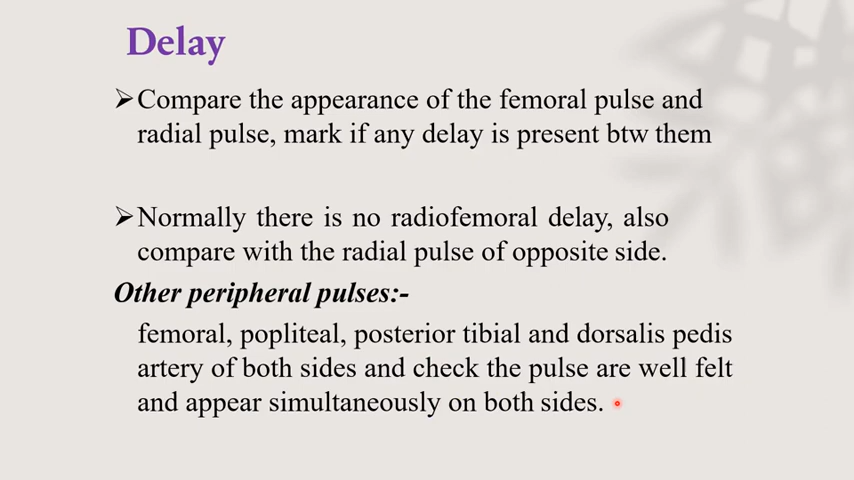 Delay
➢Compare the appearance of the femoral pulse and
radial pulse, mark if any delay is present btw them
➢Normally there is no radiofemoral delay, also
compare with the radial pulse of opposite side.
Other peripheral pulses:-
femoral, popliteal, posterior tibial and dorsalis pedis
artery of both sides and check the pulse are well felt
and appear simultaneously on both sides.